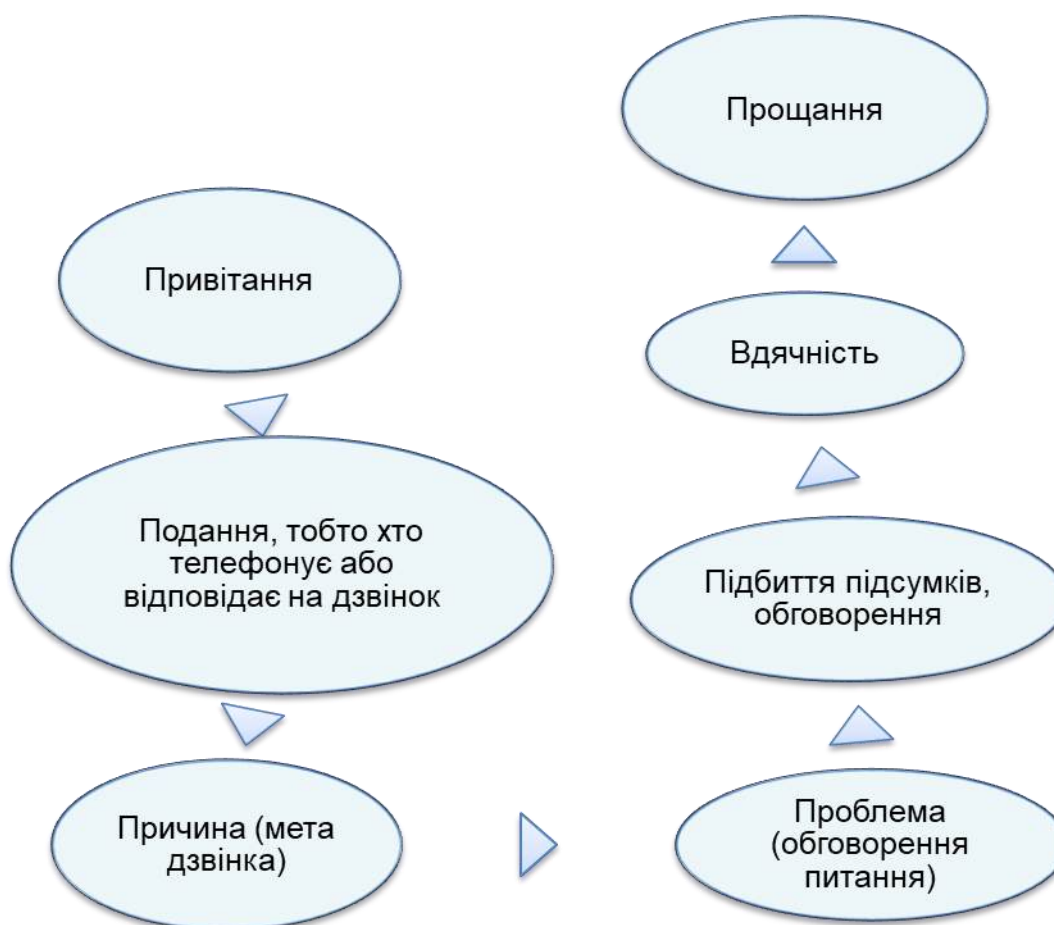 Привітання
Подання, тобто хто
телефонує або
відповідає на дзвінок
Причина (мета
дзвінка)
Проблема
(обговорення
питання)
Підбиття підсумків,
обговорення
Вдячність
Прощання